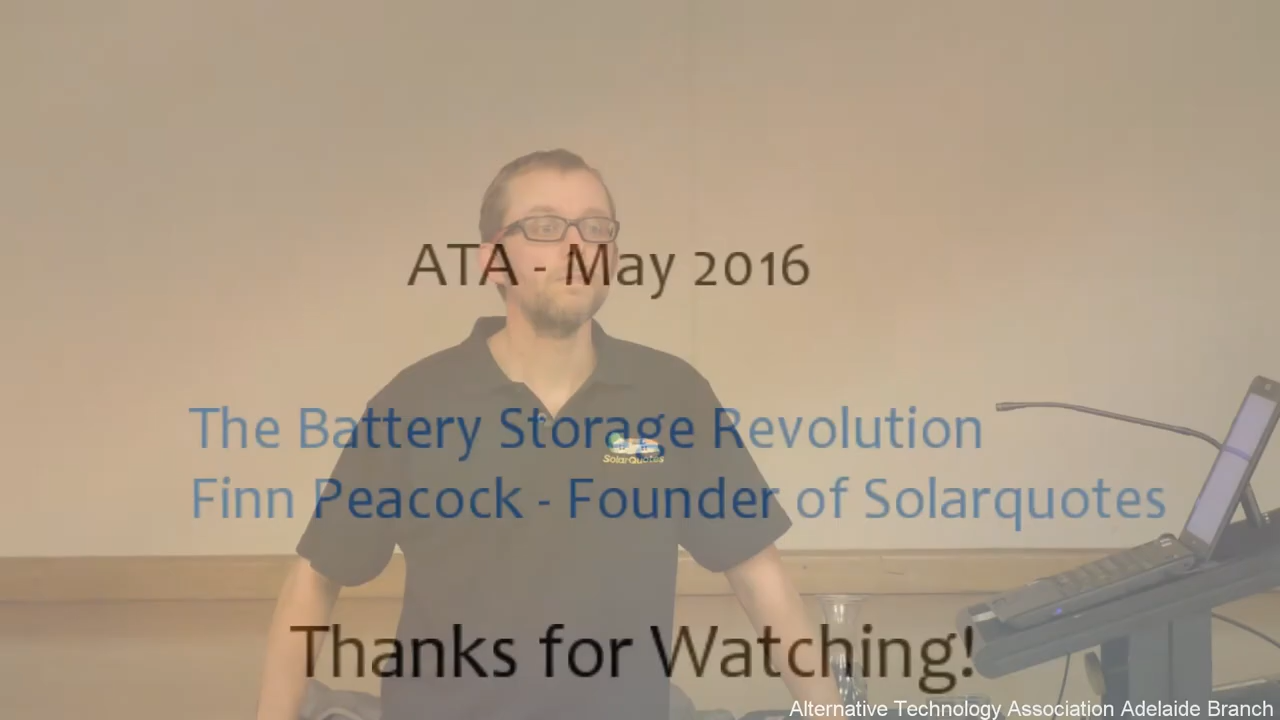 ATA - May 2016
The Battery Storage Revolution
SolarQuotes
Finn Peacock - Founder of Solarquotes
Thanks for Watching!
Alternative Technology Association Adelaide Branch